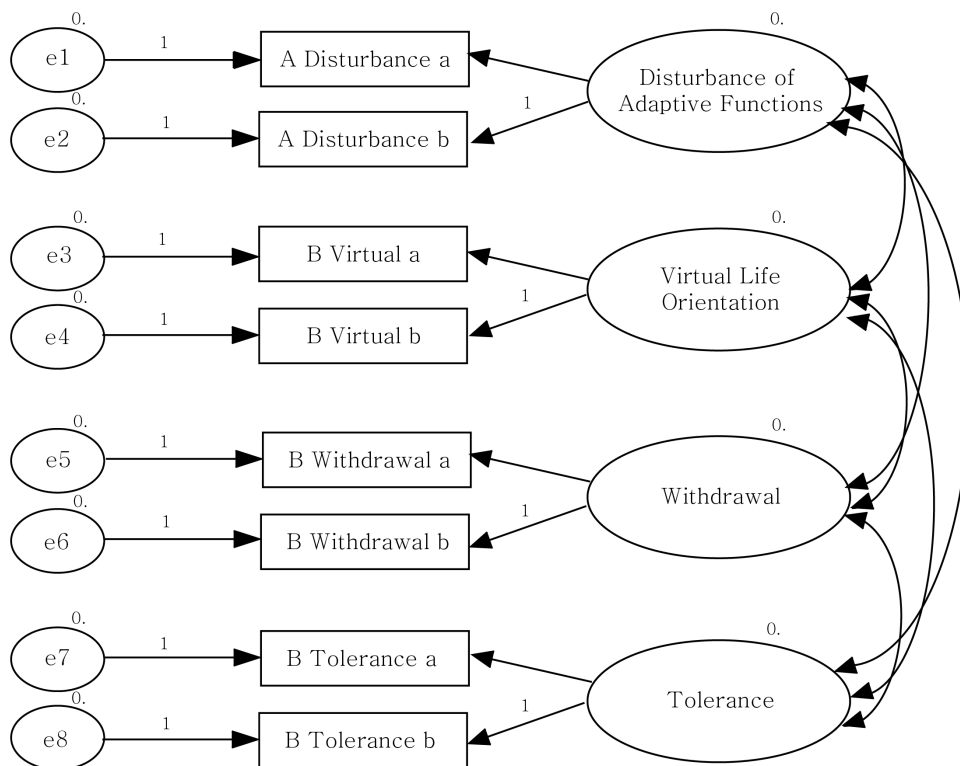 0.
e1
1
A Disturbance a
0.
Disturbance of
Adaptive Functions
0.
e2
1
A Disturbance b
1
0.
e3
1
B Virtual a
0.
Virtual Life
Orientation
0.
e4
1
B Virtual b
1
0.
e5
1
B Withdrawal a
0.
Withdrawal
0.
e6
1
B Withdrawal b
1
0.
e7
1
B Tolerance a
0.
Tolerance
0.
e8
1
B Tolerance b
1